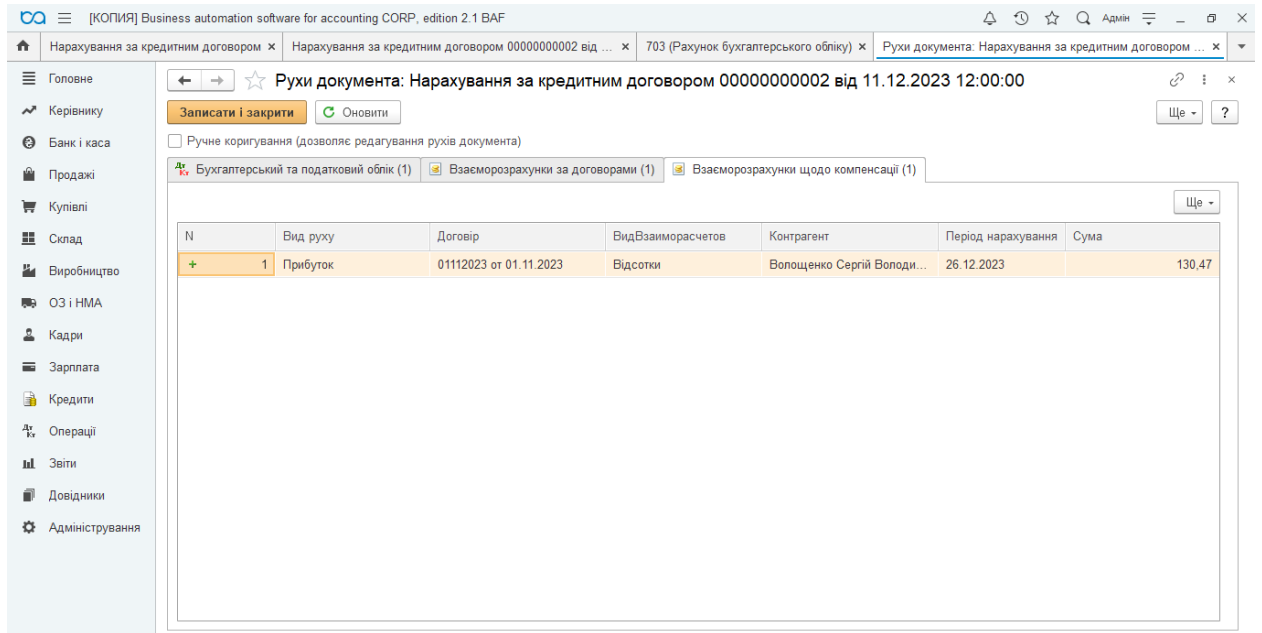 [КОПИЯ] Business automation software for accounting CORP, edition 2.1 BAF Админ
Нарахування за кредитним договором × Нарахування за кредитним договором 00000000002 від ... × 703 (Рахунок бухгалтерського обліку) × Рухи документа: Нарахування за кредитним договором ... ×
Головне
Керівнику
Банк і каса
Продажі
Купівлі
Склад
Виробництво
ОЗ і НМА
Кадри
Зарплата
Кредити
Операції
Звіти
Довідники
Адміністрування
Рухи документа: Нарахування за кредитним договором 00000000002 від 11.12.2023 12:00:00
Записати і закрити Оновити Ще ?
Ручне коригування (дозволяє редагування рухів документа)
Дт Кт Бухгалтерський та податковий облік (1) Взаєморозрахунки за договорами (1) Взаєморозрахунки щодо компенсації (1)
Ще
N Вид руху Договір ВидВзаиморасчетов Контрагент Період нарахування Сума
+ 1 Прибуток 01112023 от 01.11.2023 Відсотки Волощенко Сергій Володи... 26.12.2023 130,47